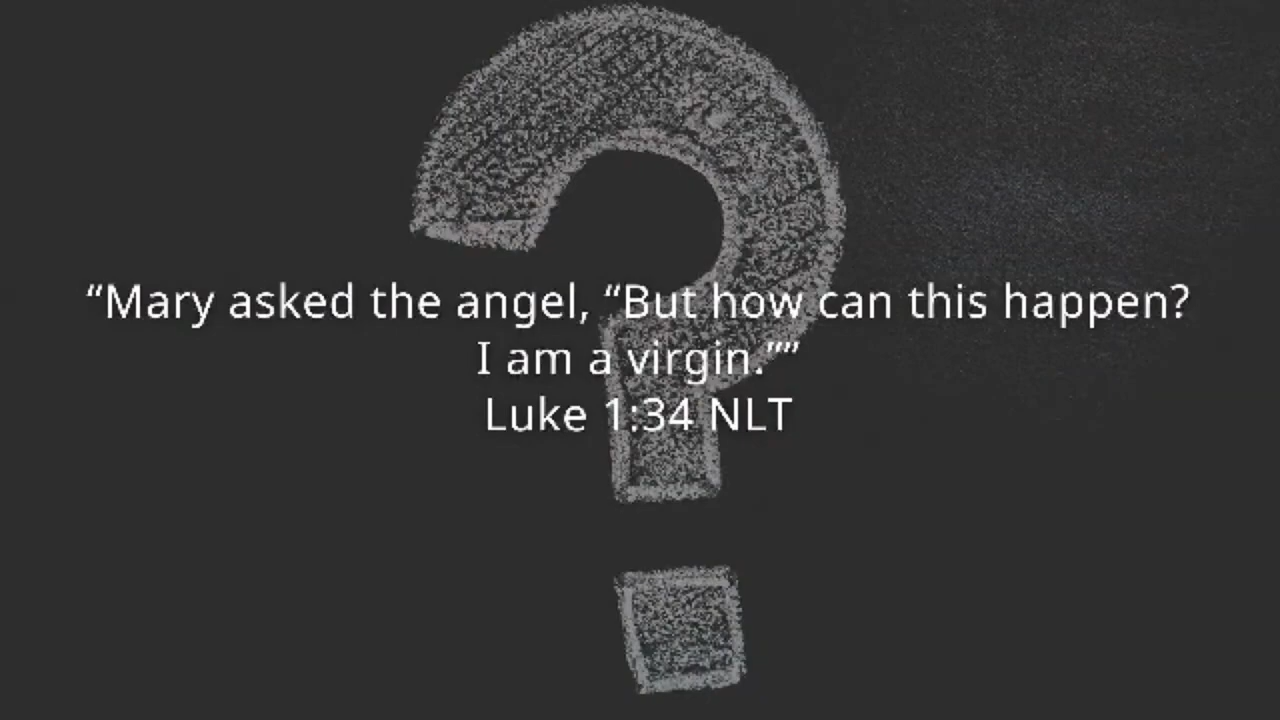 “Mary asked the angel, “But how can this happen?
I am a virgin.””
Luke 1:34 NLT